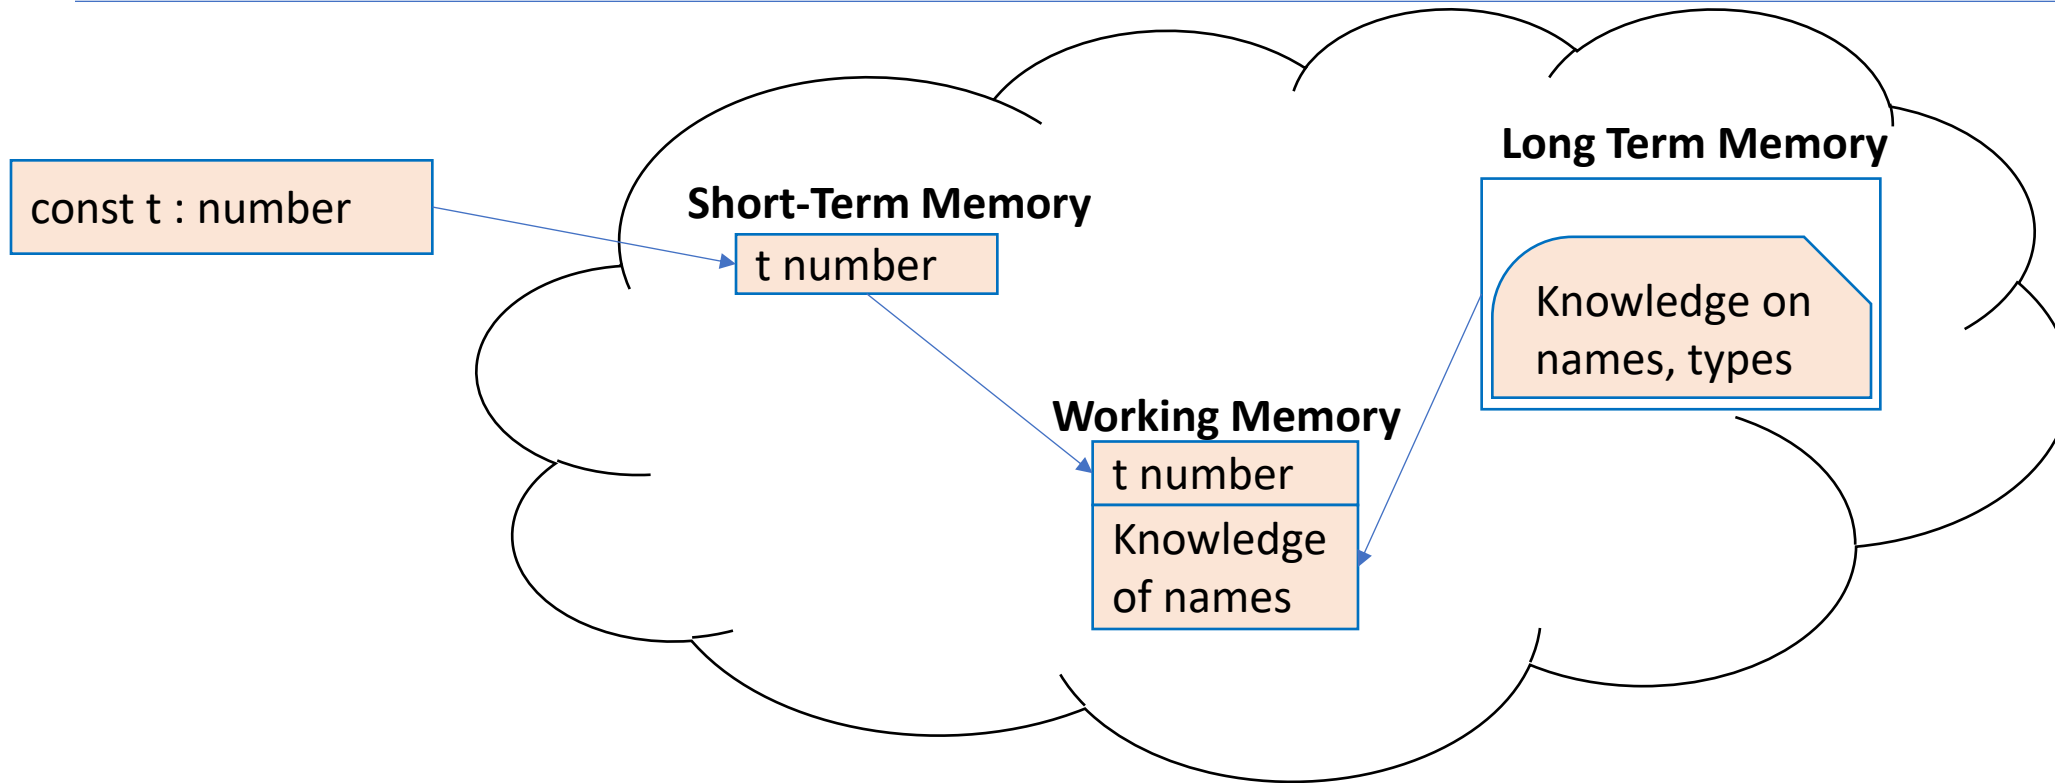 const t : number
Short-Term Memory
t number
Long Term Memory
Knowledge on
names, types
Working Memory
t number
Knowledge
of names